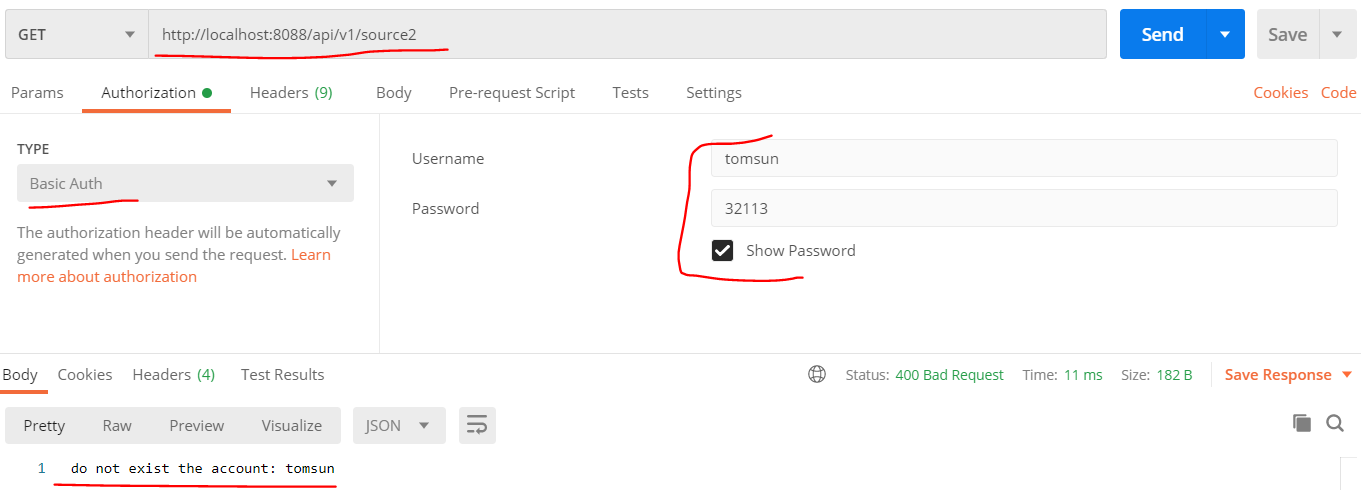 GET http://localhost:8088/api/v1/source2 Send Save
Params Authorization Headers (9) Body Pre-request Script Tests Settings Cookies Code
TYPE
Basic Auth
The authorization header will be automatically
generated when you send the request. Learn
more about authorization
Username tomsun
Password 32113
Show Password
Body Cookies Headers (4) Test Results Status: 400 Bad Request Time: 11 ms Size: 182 B Save Response
Pretty Raw Preview Visualize JSON
1 do not exist the account: tomsun